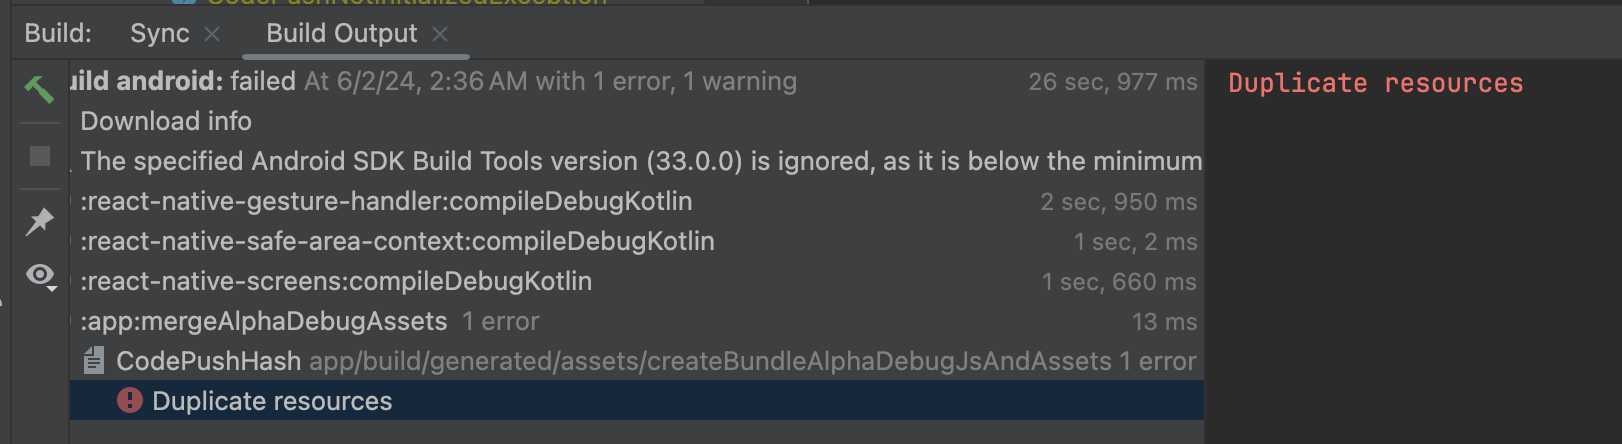 CodePushNotInitializedException
Build: Sync Build Output
uild android: failed At 6/2/24, 2:36 AM with 1 error, 1 warning 26 sec, 977 ms
Duplicate resources
Download info
The specified Android SDK Build Tools version (33.0.0) is ignored, as it is below the minimum
:react-native-gesture-handler:compileDebugKotlin 2 sec, 950 ms
:react-native-safe-area-context:compileDebugKotlin 1 sec, 2 ms
:react-native-screens:compileDebugKotlin 1 sec, 660 ms
:app:mergeAlphaDebugAssets 1 error 13 ms
CodePushHash app/build/generated/assets/createBundleAlphaDebugJsAndAssets 1 error
Duplicate resources